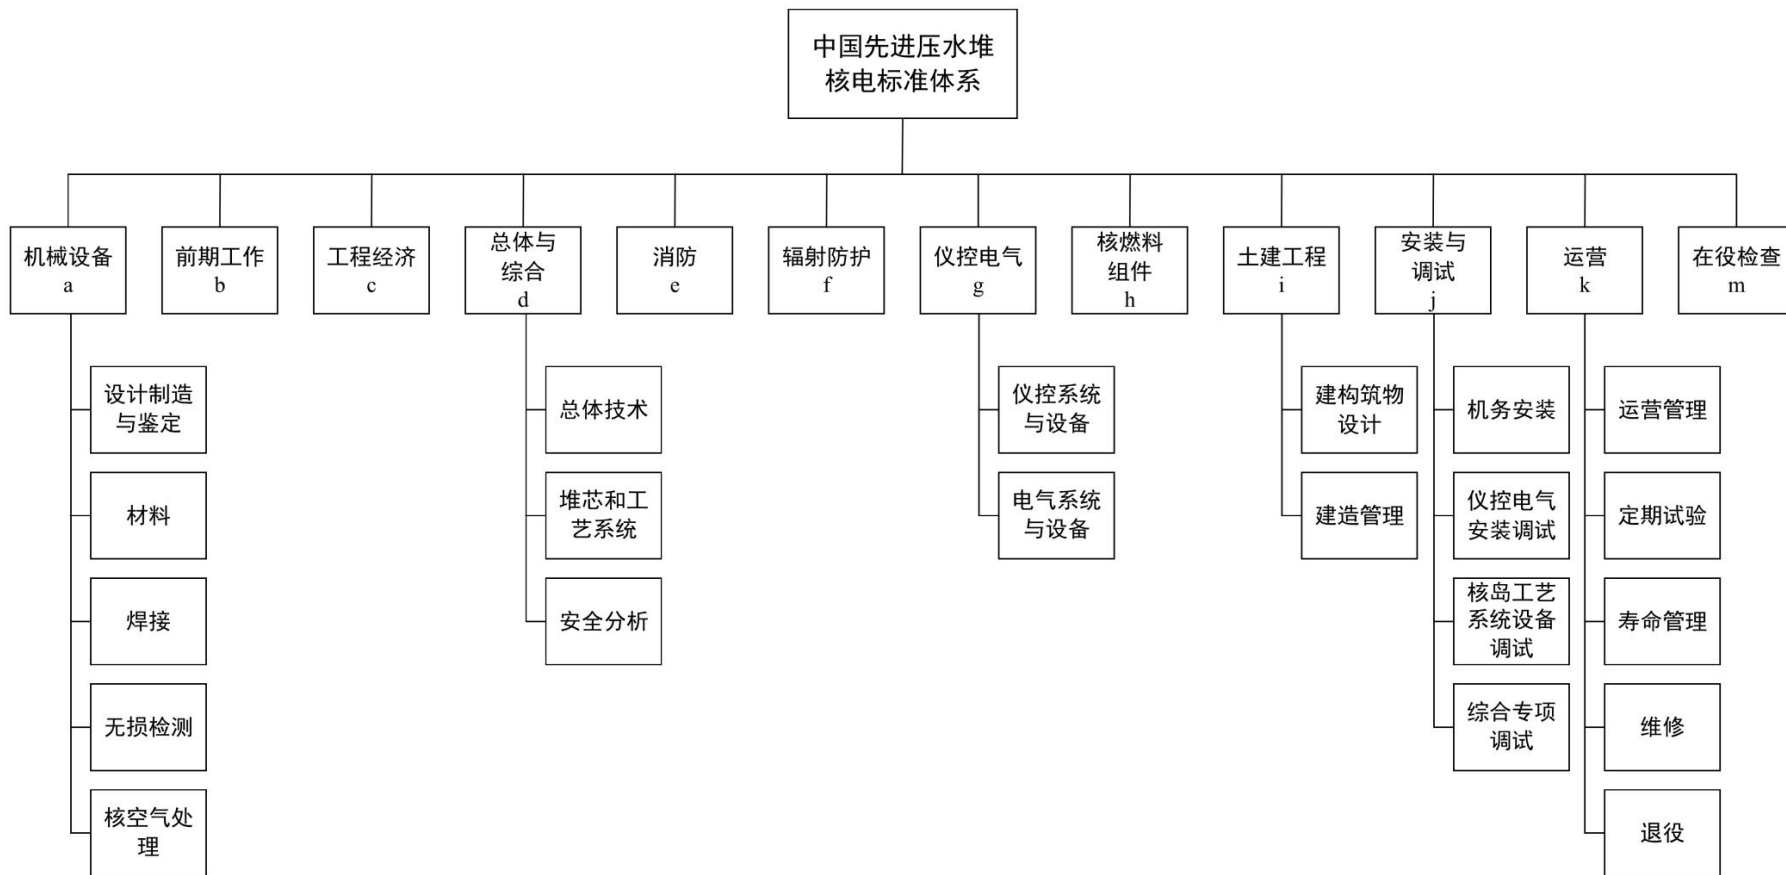 中国先进压水堆
核电标准体系
机械设备
a
前期工作
b
工程经济
c
总体与
综合
d
消防
e
辐射防护
f
仪控电气
g
核燃料
组件
h
土建工程
i
安装与
调试
j
运营
k
在役检查
m
设计制造
与鉴定
材料
焊接
无损检测
核空气处
理
总体技术
堆芯和工
艺系统
安全分析
仪控系统
与设备
电气系统
与设备
建构筑物
设计
建造管理
机务安装
仪控电气
安装调试
核岛工艺
系统设备
调试
综合专项
调试
运营管理
定期试验
寿命管理
维修
退役